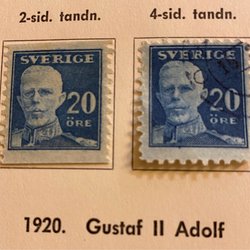 2-sid. tandn. 4-sid. tandn.
SVERIGE SVERIGE
20 20
ÖRE ÖRE
1920. Gustaf II Adolf